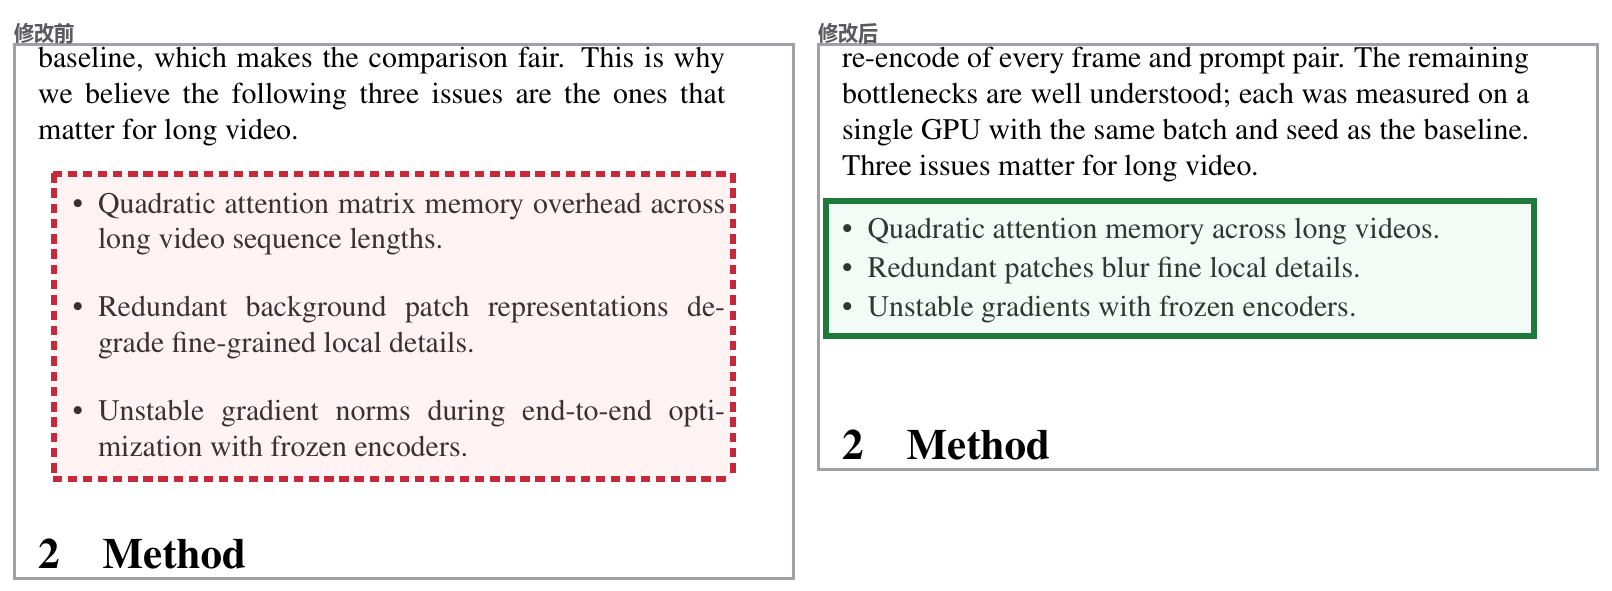 修改前
baseline, which makes the comparison fair. This is why
we believe the following three issues are the ones that
matter for long video.
• Quadratic attention matrix memory overhead across
long video sequence lengths.
• Redundant background patch representations de-
grade fine-grained local details.
• Unstable gradient norms during end-to-end opti-
mization with frozen encoders.
2 Method
修改后
re-encode of every frame and prompt pair. The remaining
bottlenecks are well understood; each was measured on a
single GPU with the same batch and seed as the baseline.
Three issues matter for long video.
• Quadratic attention memory across long videos.
• Redundant patches blur fine local details.
• Unstable gradients with frozen encoders.
2 Method